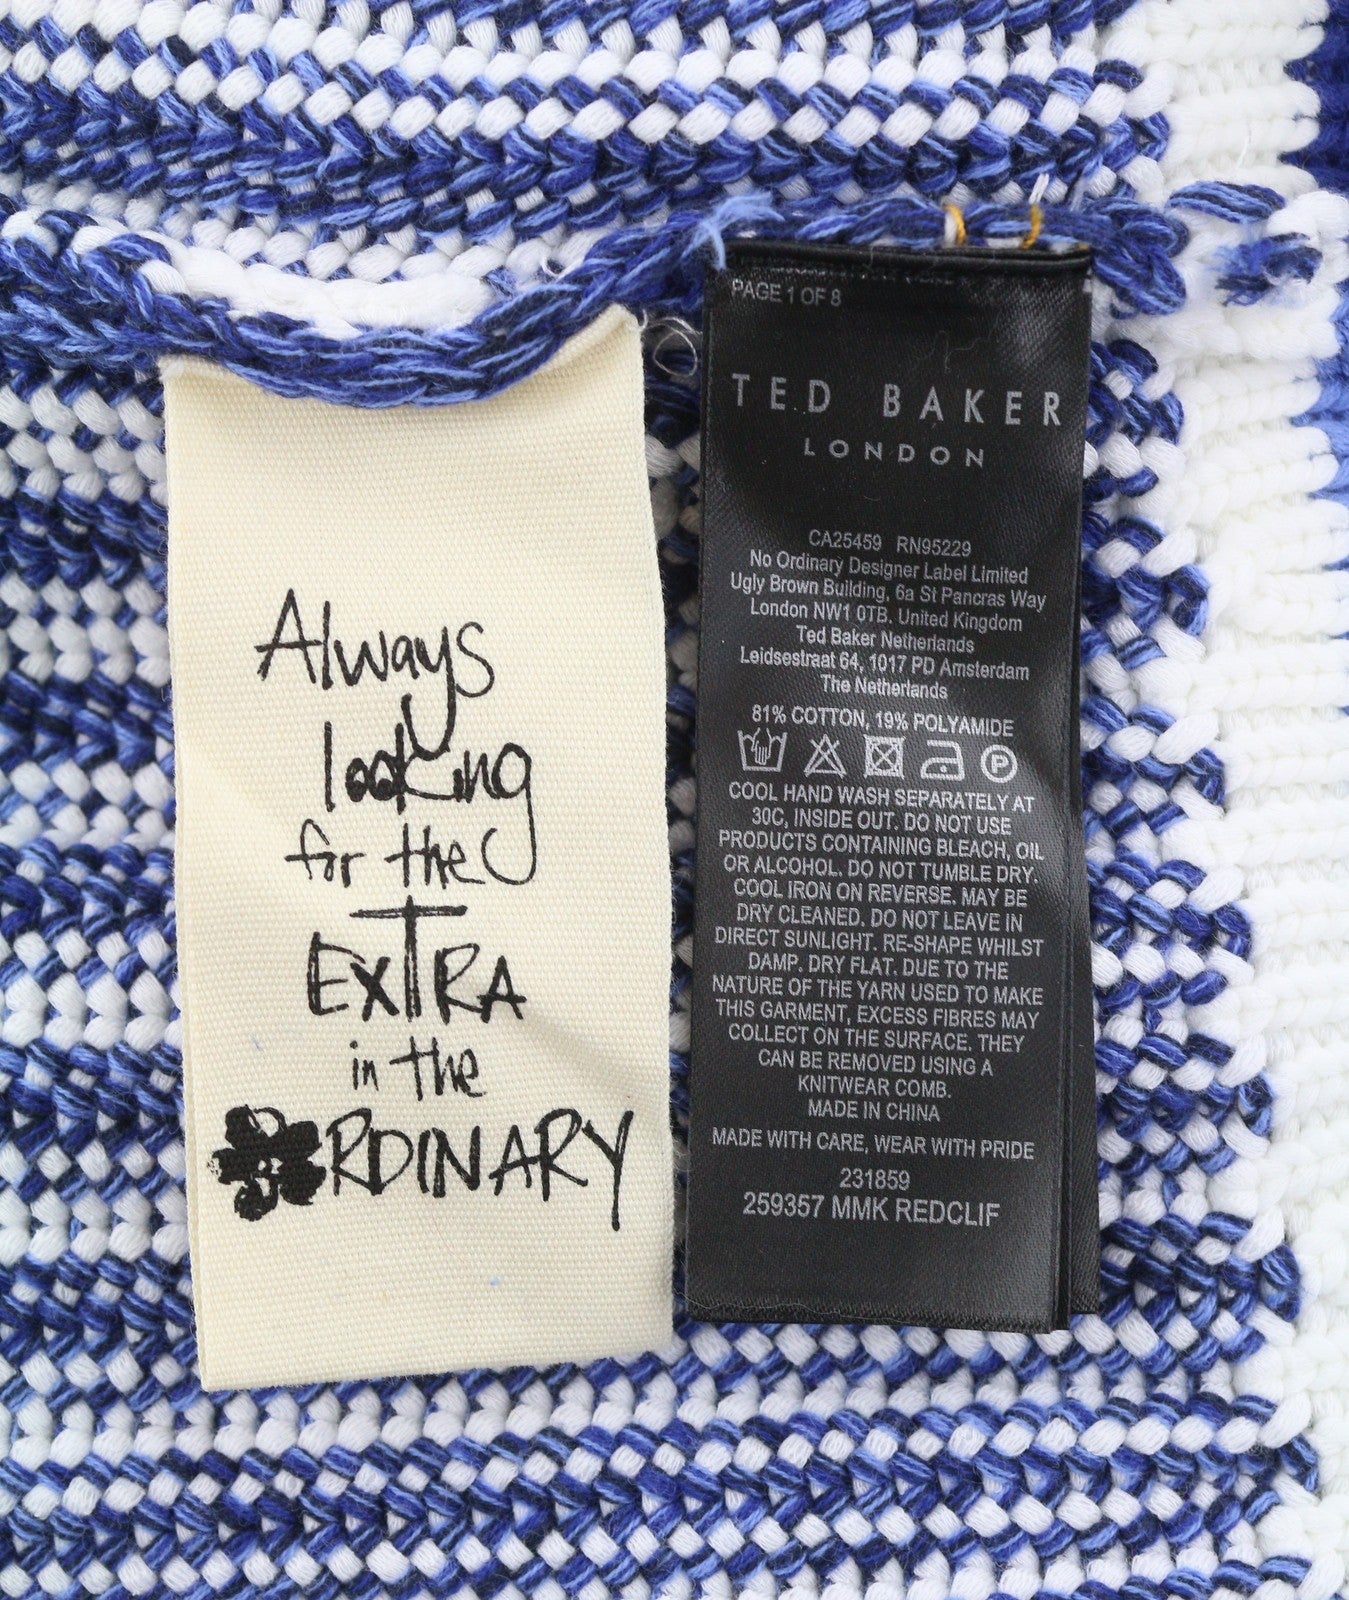 Always
looking
for the
EXTRA
in the
ORDINARY
PAGE 1 OF 8
TED BAKER
LONDON
CA25459 RN95229
No Ordinary Designer Label Limited
Ugly Brown Building, 6a St Pancras Way
London NW1 0TB. United Kingdom
Ted Baker Netherlands
Leidsestraat 64, 1017 PD Amsterdam
The Netherlands
81% COTTON, 19% POLYAMIDE
P
COOL HAND WASH SEPARATELY AT
30C, INSIDE OUT. DO NOT USE
PRODUCTS CONTAINING BLEACH, OIL
OR ALCOHOL. DO NOT TUMBLE DRY.
COOL IRON ON REVERSE. MAY BE
DRY CLEANED. DO NOT LEAVE IN
DIRECT SUNLIGHT. RE-SHAPE WHILST
DAMP. DRY FLAT. DUE TO THE
NATURE OF THE YARN USED TO MAKE
THIS GARMENT, EXCESS FIBRES MAY
COLLECT ON THE SURFACE. THEY
CAN BE REMOVED USING A
KNITWEAR COMB.
MADE IN CHINA
MADE WITH CARE, WEAR WITH PRIDE
231859
259357 MMK REDCLIF